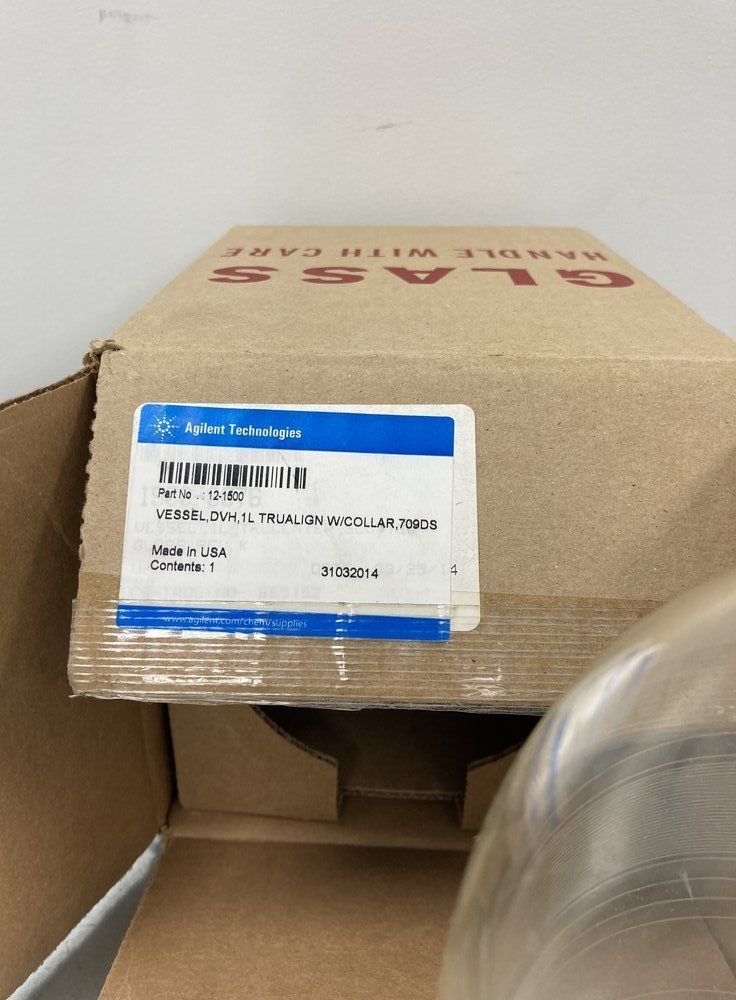 HANDLE WITH CARE
GLASS
Agilent Technologies
Part No .: 12-1500
VESSEL,DVH,1L TRUALIGN W/COLLAR,709DS
Made in USA
Contents: 1
31032014
4
www.agilent.com/chem/supplies